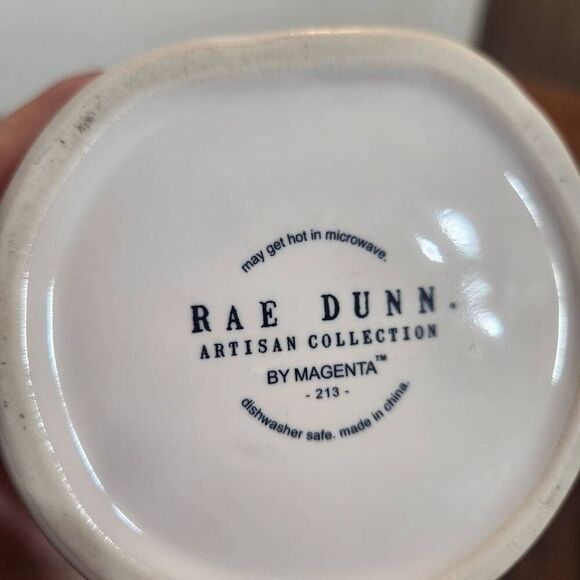 may get hot in microwave.
RAE DUNN.
ARTISAN COLLECTION
BY MAGENTA™
- 213 -
dishwasher safe. made in china.